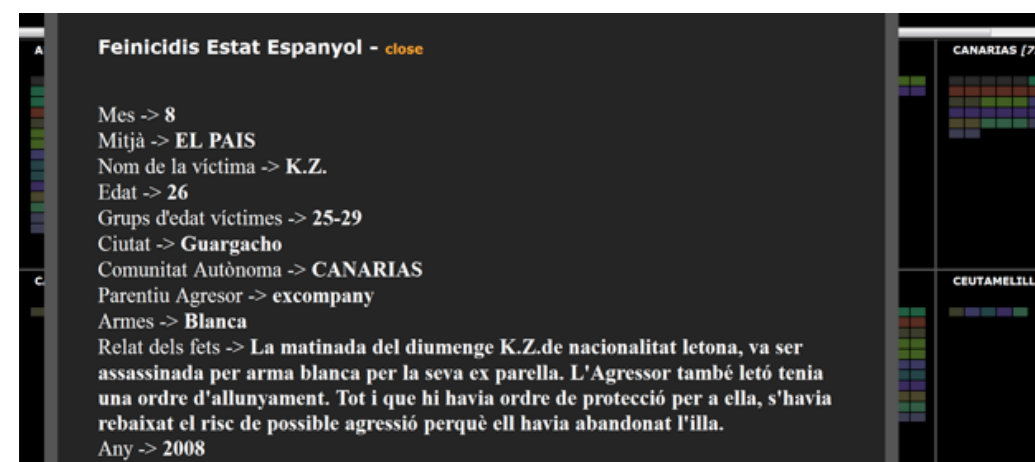 Feinicidis Estat Espanyol - close
A
CANARIAS [7
Mes -> 8
Mitjà -> EL PAIS
Nom de la víctima -> K.Z.
Edat -> 26
Grups d'edat víctimes -> 25-29
Ciutat -> Guargacho
Comunitat Autònoma -> CANARIAS
C
CEUTAMELILL
Parentiu Agresor -> excompany
Armes -> Blanca
Relat dels fets -> La matinada del diumenge K.Z.de nacionalitat letona, va ser
assassinada per arma blanca per la seva ex parella. L'Agressor també letó tenia
una ordre d'allunyament. Tot i que hi havia ordre de protecció per a ella, s'havia
rebaixat el risc de possible agressió perquè ell havia abandonat l'illa.
Any -> 2008